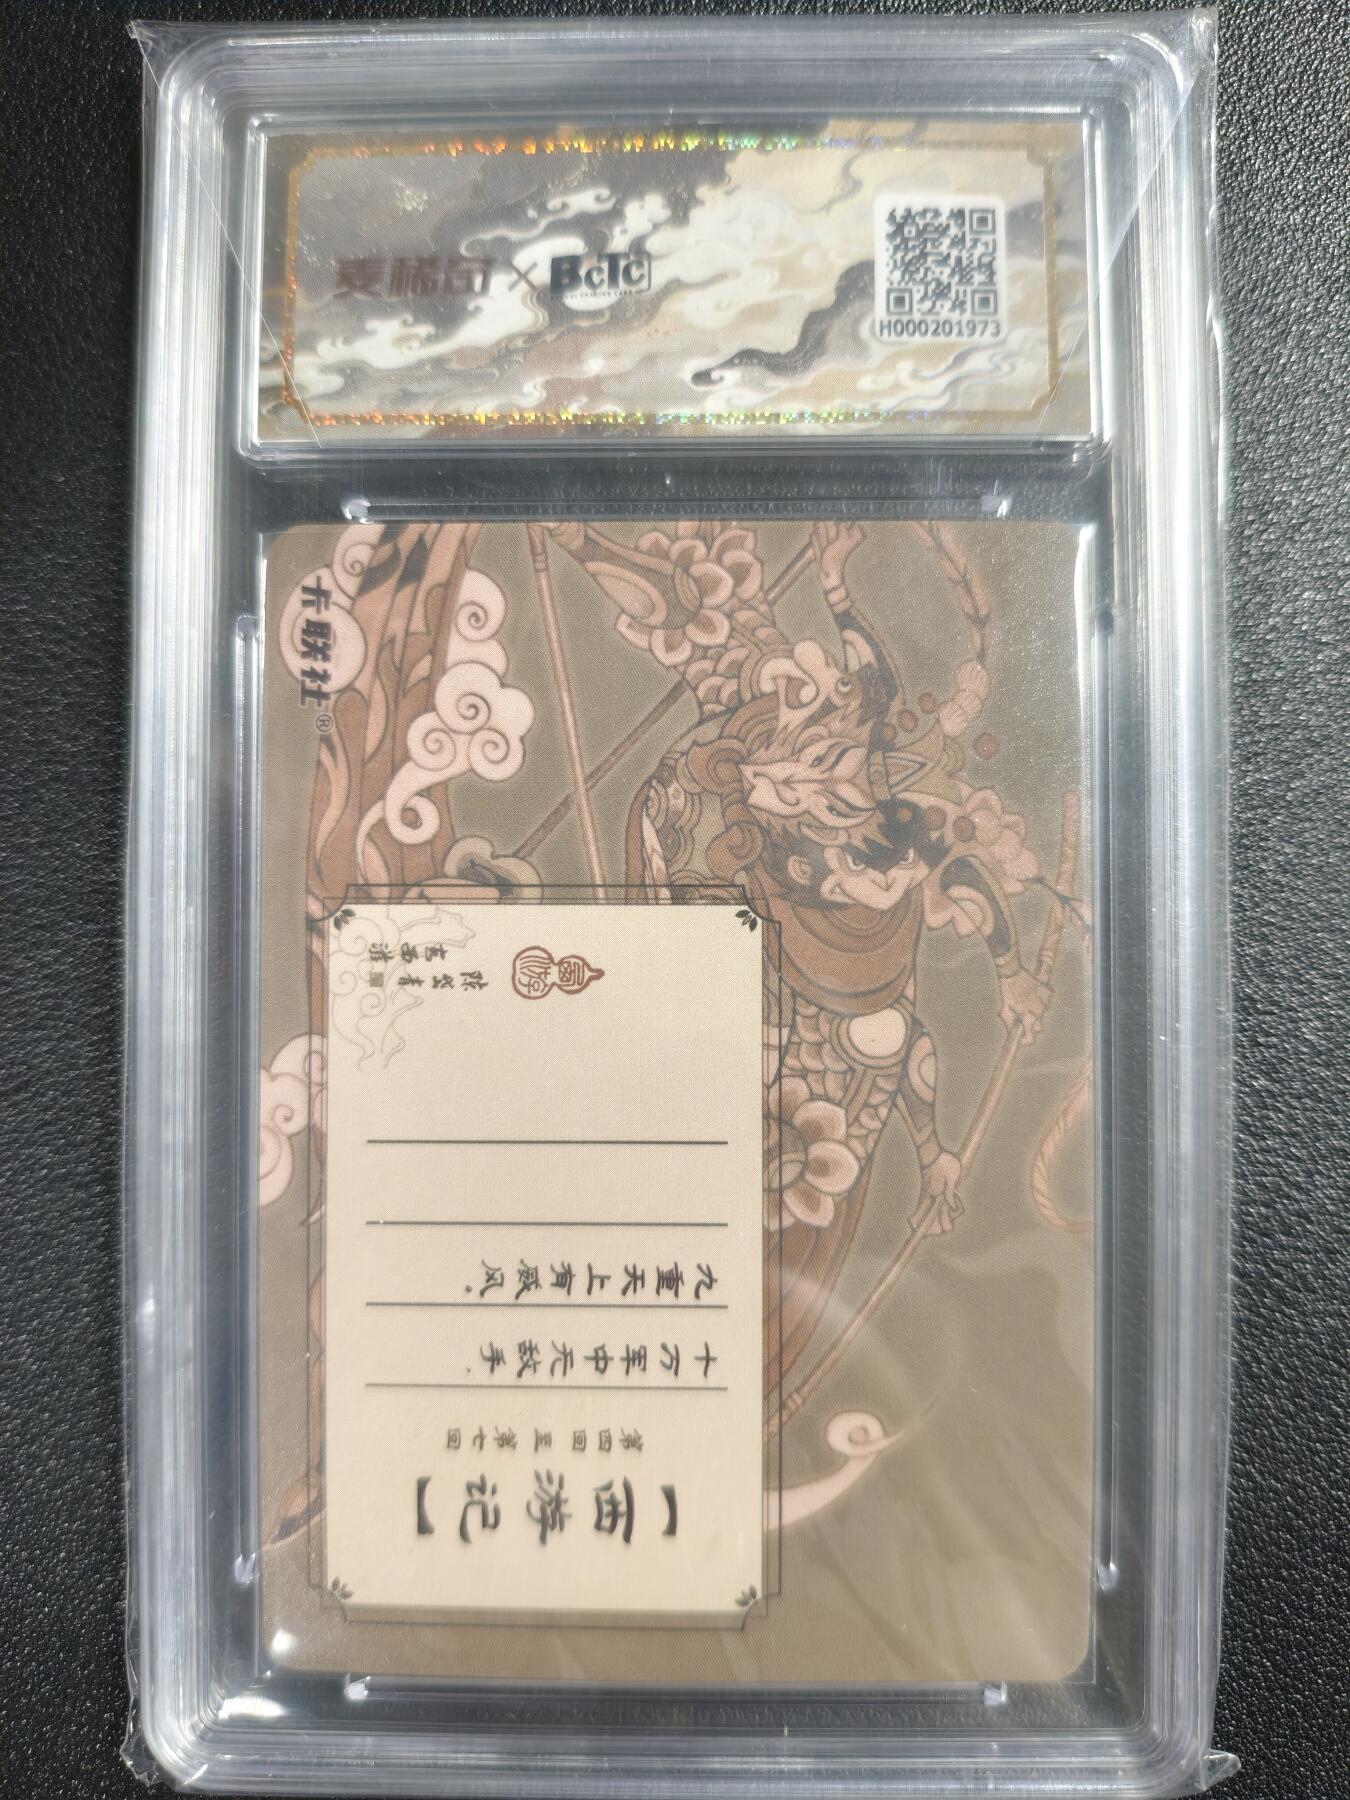 麦稀奇×BcTc
H000201973
卡联社®
【西游记】
第四回至第七回
十万军中无敌手，
九重天上有威风。